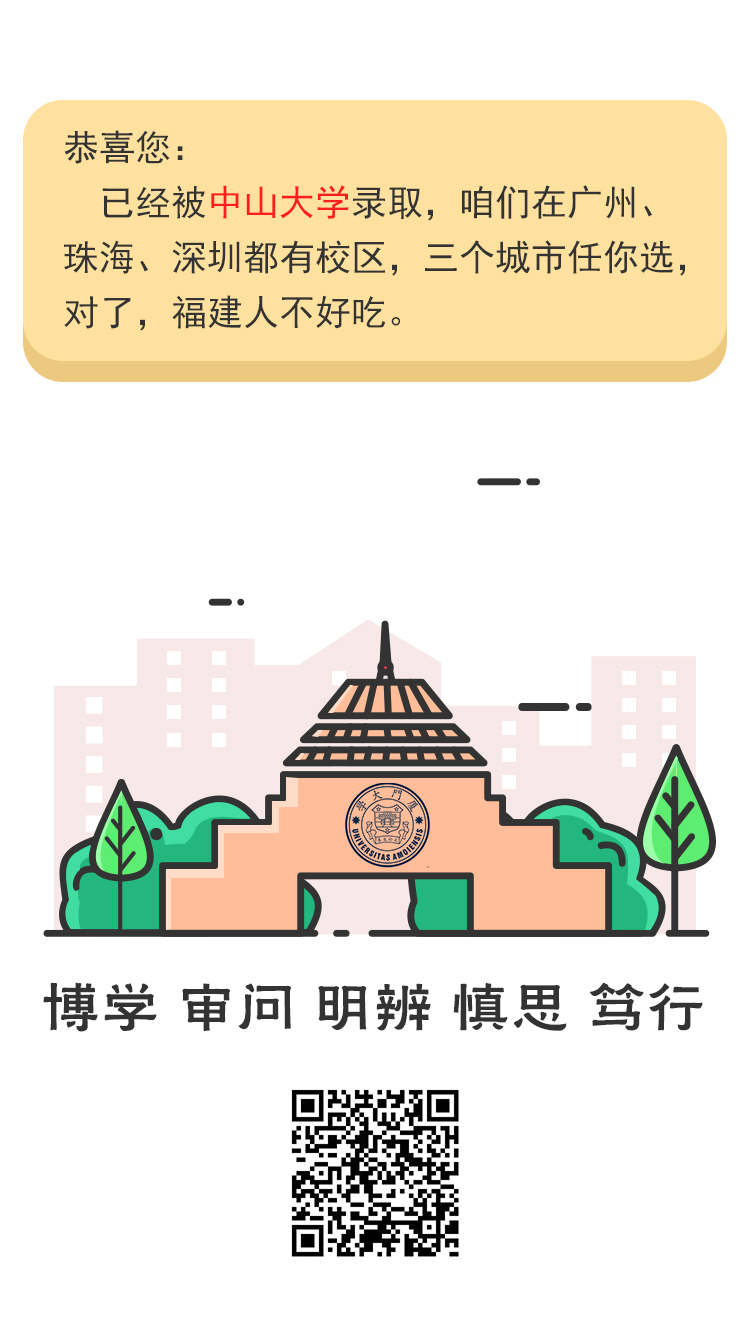 恭喜您：
已经被中山大学录取，咱们在广州、
珠海、深圳都有校区，三个城市任你选，
对了，福建人不好吃。
學大門廈
UNIVERSITAS AMOIENSIS
博学 审问 明辨 慎思 笃行